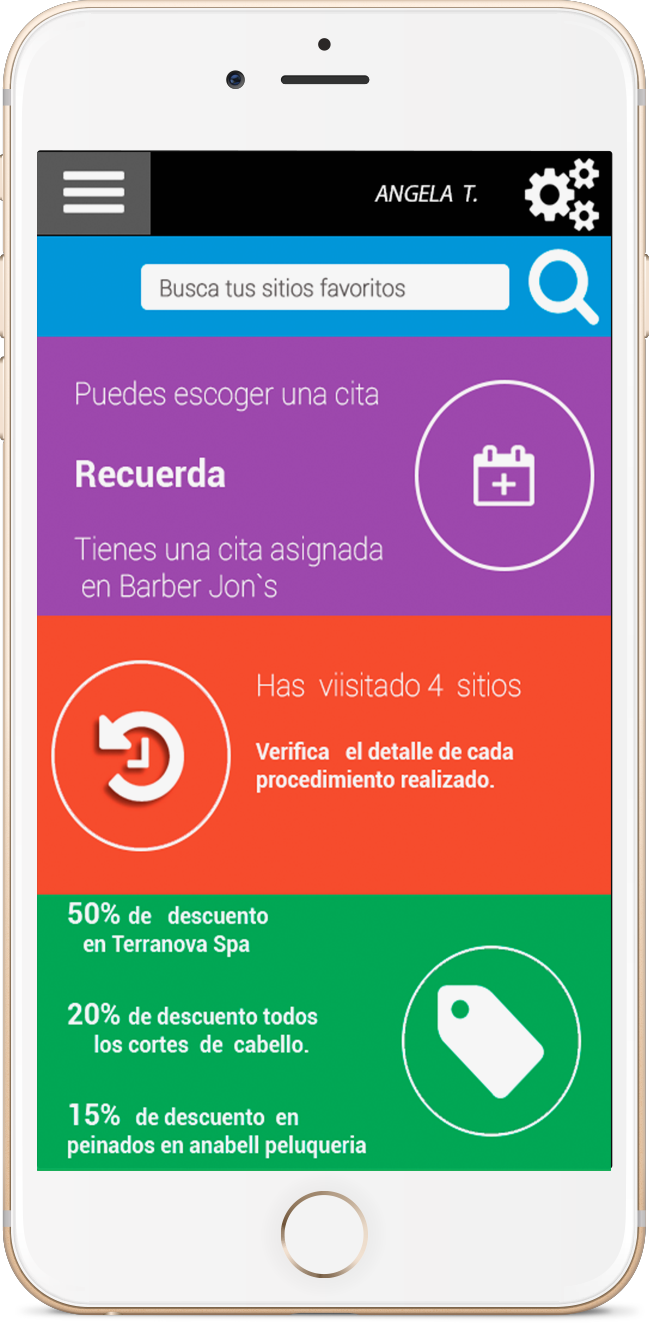 ANGELA T.
Busca tus sitios favoritos
Puedes escoger una cita
Recuerda
Tienes una cita asignada
en Barber Jon`s
Has viisitado 4 sitios
Verifica el detalle de cada
procedimiento realizado.
50% de descuento
en Terranova Spa
20% de descuento todos
los cortes de cabello.
15% de descuento en
peinados en anabell peluqueria